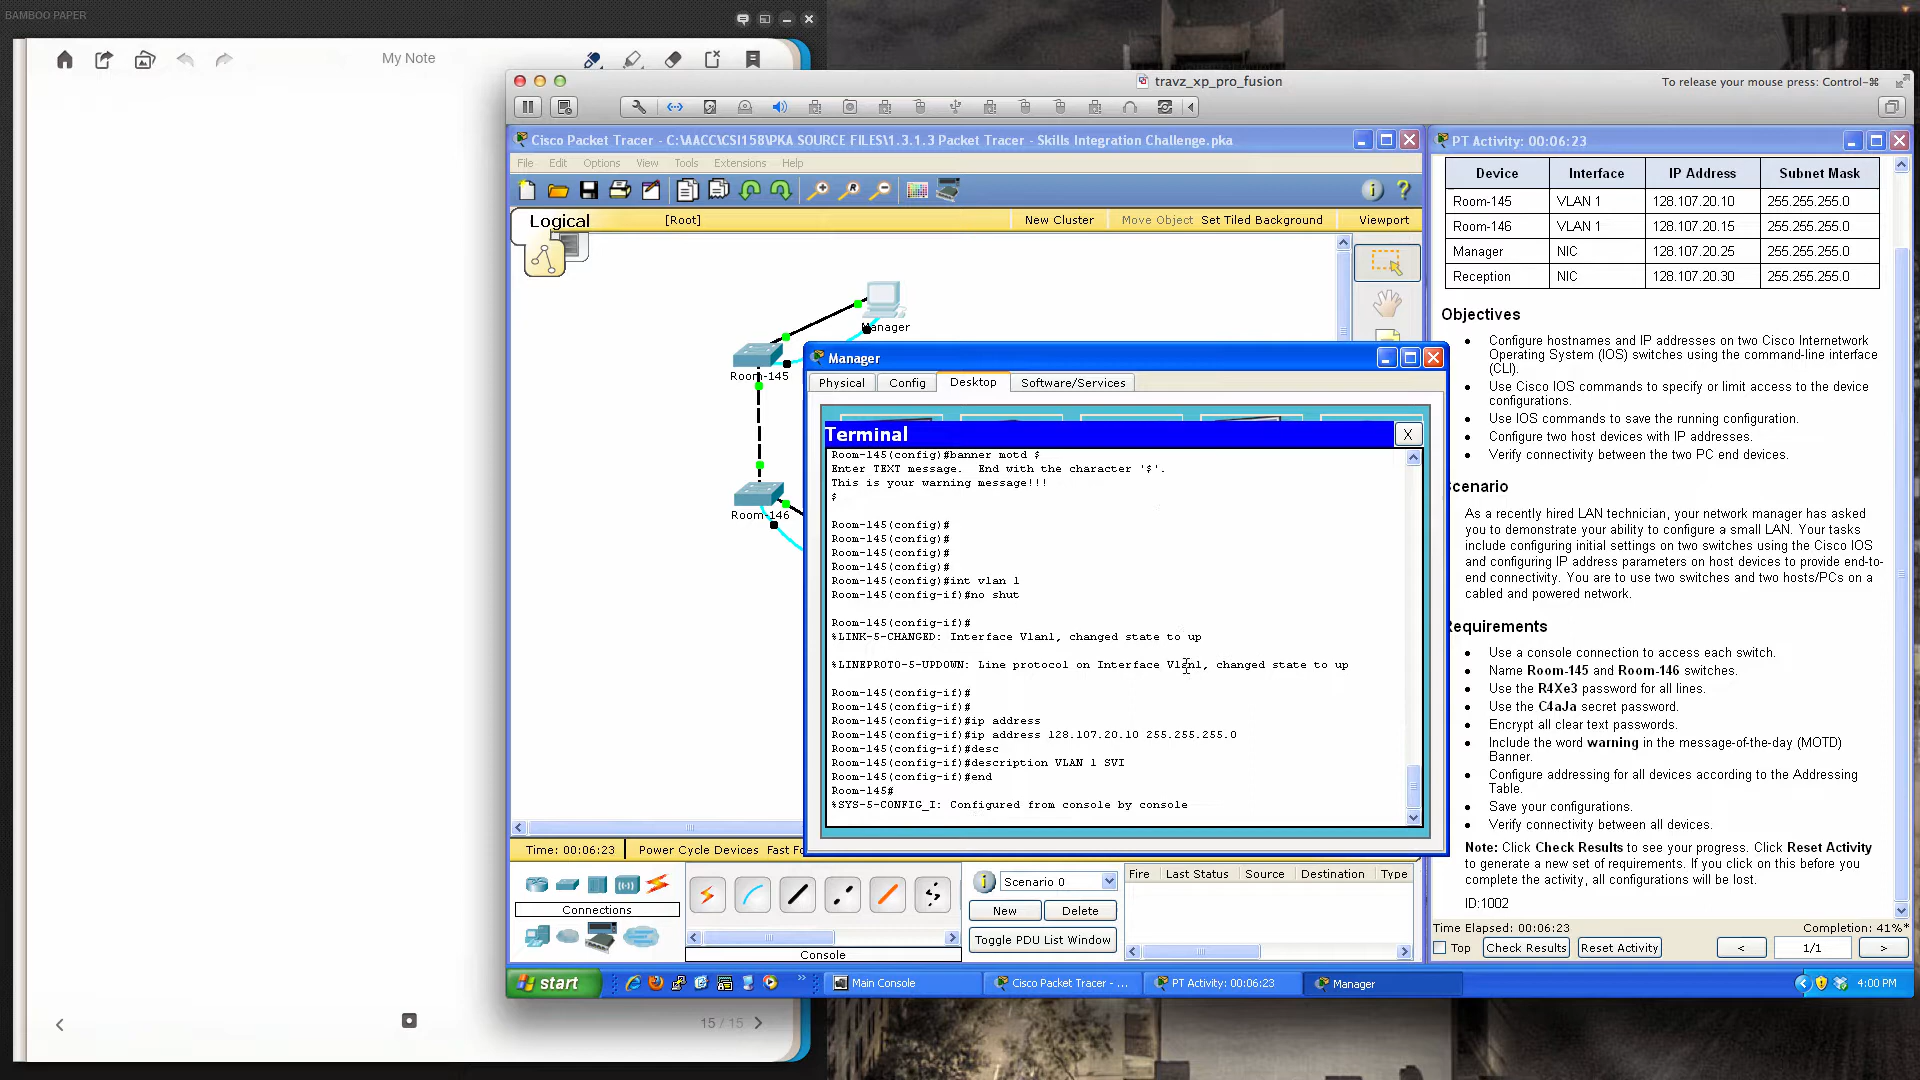 BAMBOO PAPER
My Note
15 / 15
travz_xp_pro_fusion
To release your mouse press: Control-⌘
Cisco Packet Tracer - C:\AACC\CSI158\PKA SOURCE FILES\1.3.1.3 Packet Tracer - Skills Integration Challenge.pka
File Edit Options View Tools Extensions Help
Logical
[Root]
New Cluster
Move Object
Set Tiled Background
Viewport
Manager
Room-145
Room-146
Manager
Physical
Config
Desktop
Software/Services
Terminal
X
Room-145(config)#banner motd $
Enter TEXT message.  End with the character '$'.
This is your warning message!!!
$
Room-145(config)#
Room-145(config)#
Room-145(config)#
Room-145(config)#
Room-145(config)#int vlan 1
Room-145(config-if)#no shut
Room-145(config-if)#
%LINK-5-CHANGED: Interface Vlan1, changed state to up
%LINEPROTO-5-UPDOWN: Line protocol on Interface Vlan1, changed state to up
Room-145(config-if)#
Room-145(config-if)#
Room-145(config-if)#ip address
Room-145(config-if)#ip address 128.107.20.10 255.255.255.0
Room-145(config-if)#desc
Room-145(config-if)#description VLAN 1 SVI
Room-145(config-if)#end
Room-145#
%SYS-5-CONFIG_I: Configured from console by console
Time: 00:06:23
Power Cycle Devices
Connections
Console
Scenario 0
New
Delete
Toggle PDU List Window
Fire
Last Status
Source
Destination
Type
PT Activity: 00:06:23
Device Interface IP Address Subnet Mask
Room-145 VLAN 1 128.107.20.10 255.255.255.0
Room-146 VLAN 1 128.107.20.15 255.255.255.0
Manager NIC 128.107.20.25 255.255.255.0
Reception NIC 128.107.20.30 255.255.255.0
Objectives
Configure hostnames and IP addresses on two Cisco Internetwork
Operating System (IOS) switches using the command-line interface
(CLI).
Use Cisco IOS commands to specify or limit access to the device
configurations.
Use IOS commands to save the running configuration.
Configure two host devices with IP addresses.
Verify connectivity between the two PC end devices.
Scenario
As a recently hired LAN technician, your network manager has asked
you to demonstrate your ability to configure a small LAN. Your tasks
include configuring initial settings on two switches using the Cisco IOS
and configuring IP address parameters on host devices to provide end-to-
end connectivity. You are to use two switches and two hosts/PCs on a
cabled and powered network.
Requirements
Use a console connection to access each switch.
Name Room-145 and Room-146 switches.
Use the R4Xe3 password for all lines.
Use the C4aJa secret password.
Encrypt all clear text passwords.
Include the word warning in the message-of-the-day (MOTD)
Banner.
Configure addressing for all devices according to the Addressing
Table.
Save your configurations.
Verify connectivity between all devices.
Note: Click Check Results to see your progress. Click Reset Activity
to generate a new set of requirements. If you click on this before you
complete the activity, all configurations will be lost.
ID:1002
Time Elapsed: 00:06:23
Completion: 41%*
Top
Check Results
Reset Activity
<
1/1
>
start
Main Console
Cisco Packet Tracer - ...
PT Activity: 00:06:23
Manager
4:00 PM